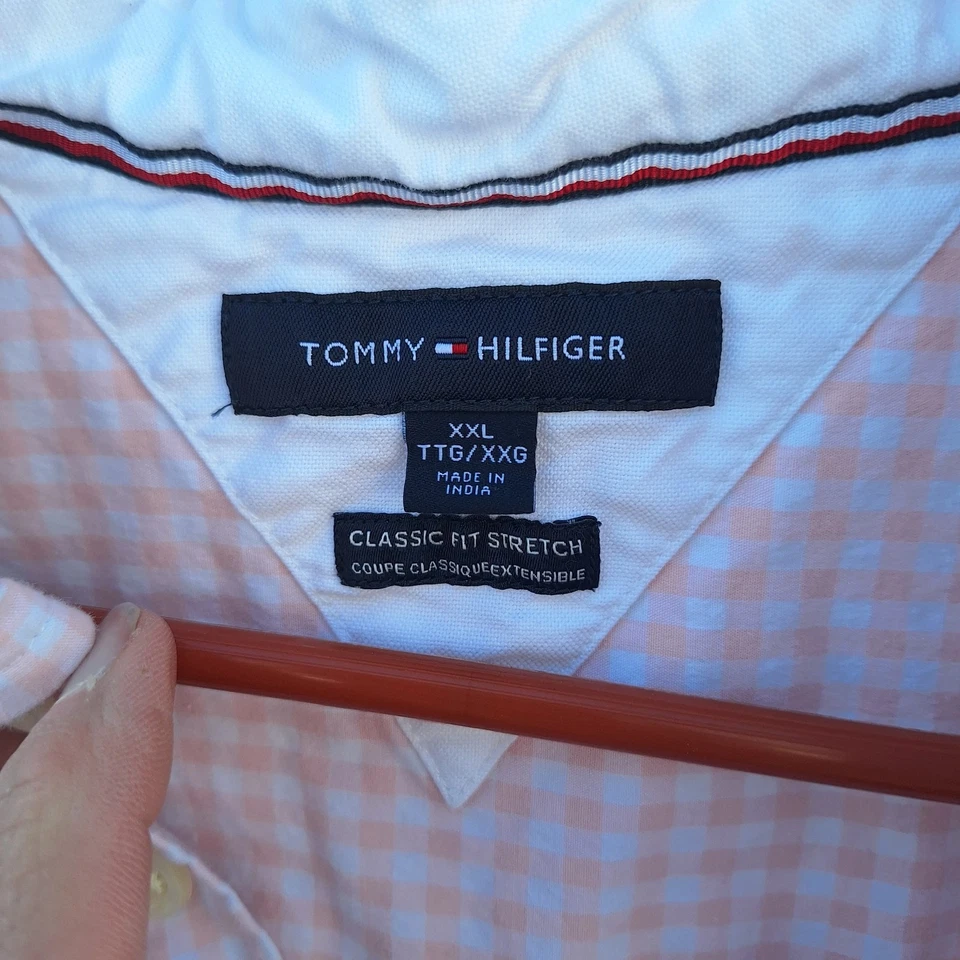 TOMMY HILFIGER
XXL
TTG/XXG
MADE IN
INDIA
CLASSIC FIT STRETCH
COUPE CLASSIQUEEXTENSIBLE